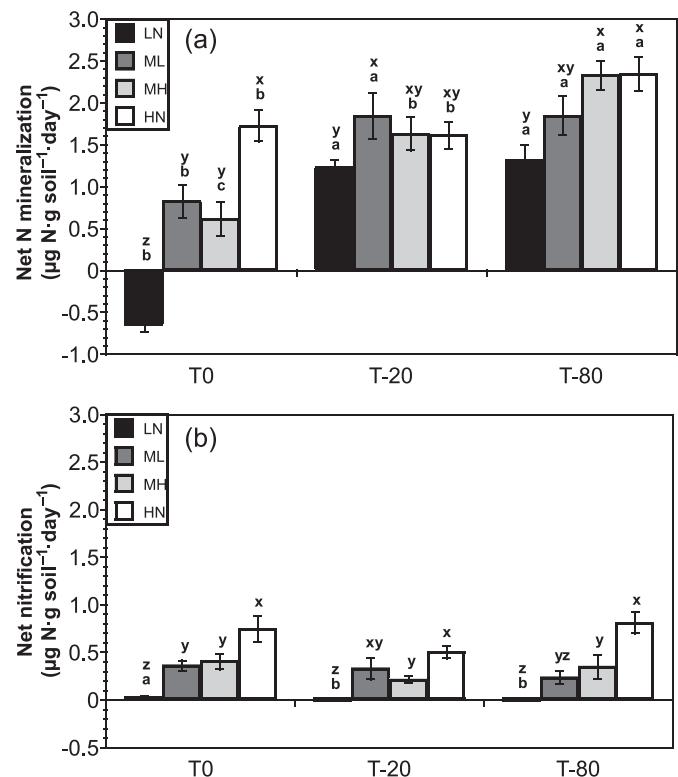 (a)
LN
ML
MH
HN
3.0
2.5
2.0
1.5
1.0
0.5
0
-0.5
-1.0
Net N mineralization
(µg N·g soil⁻¹·day⁻¹)
z
b
y
b
y
c
x
b
y
a
x
a
xy
b
xy
b
y
a
xy
a
x
a
x
a
T0 T-20 T-80
(b)
LN
ML
MH
HN
3.0
2.5
2.0
1.5
1.0
0.5
0
-0.5
Net nitrification
(µg N·g soil⁻¹·day⁻¹)
z
a
y
y
x
z
b
xy
y
x
z
b
yz
y
x
T0 T-20 T-80